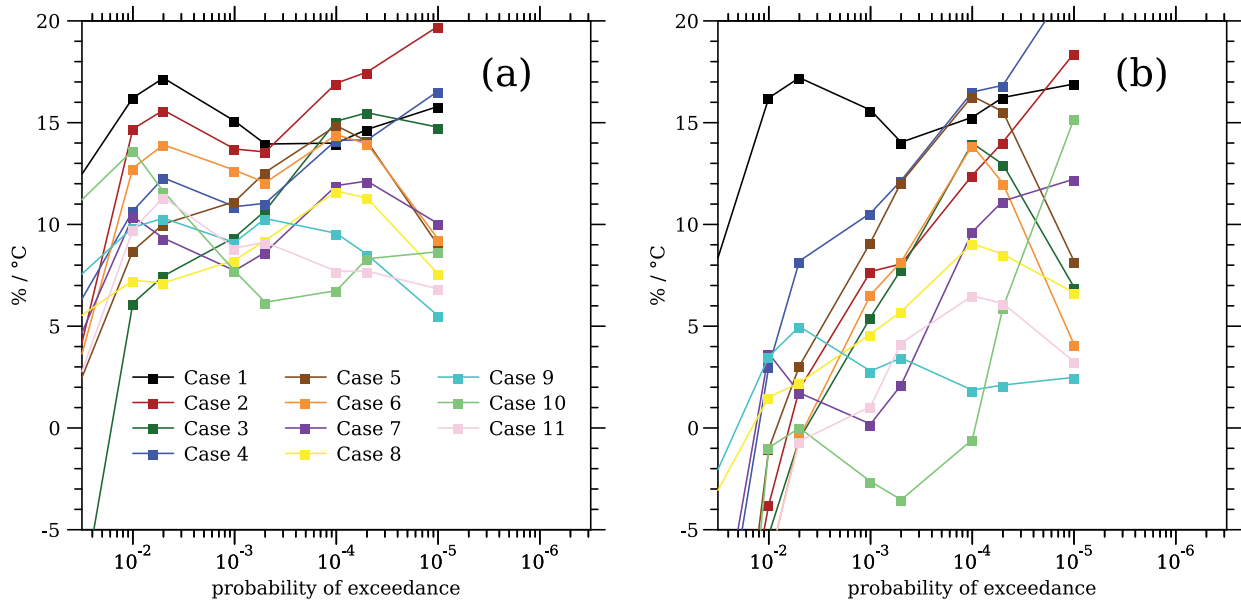 20
15
10
5
0
-5
% / °C
(a)
Case 1 Case 5 Case 9
Case 2 Case 6 Case 10
Case 3 Case 7 Case 11
Case 4 Case 8
10-2 10-3 10-4 10-5 10-6
probability of exceedance
20
15
10
5
0
-5
% / °C
(b)
10-2 10-3 10-4 10-5 10-6
probability of exceedance